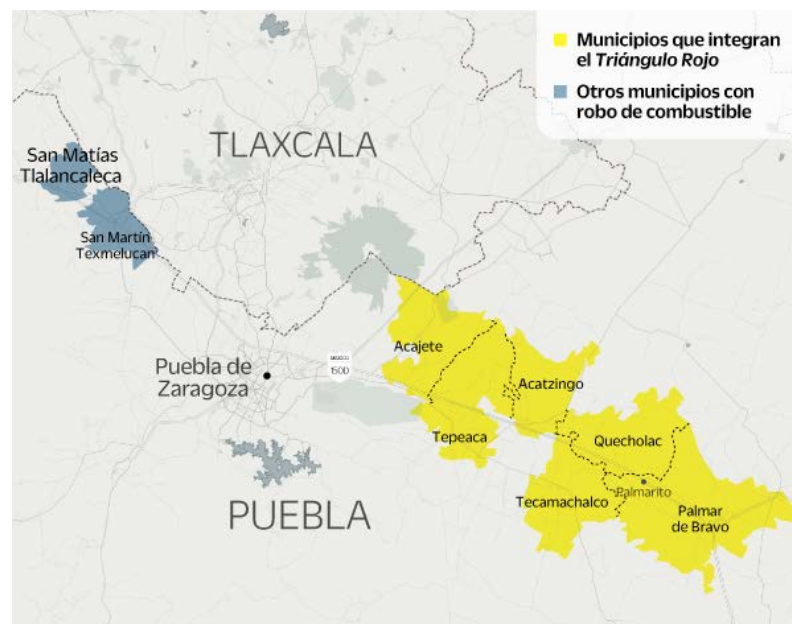 Municipios que integran
el Triángulo Rojo
Otros municipios con
robo de combustible
TLAXCALA
San Matías
Tlalancaleca
San Martín
Texmelucan
Puebla de
Zaragoza
MEXICO
150D
Acajete
Acatzingo
Tepeaca
Quecholac
Palmarito
Tecamachalco
Palmar
de Bravo
PUEBLA